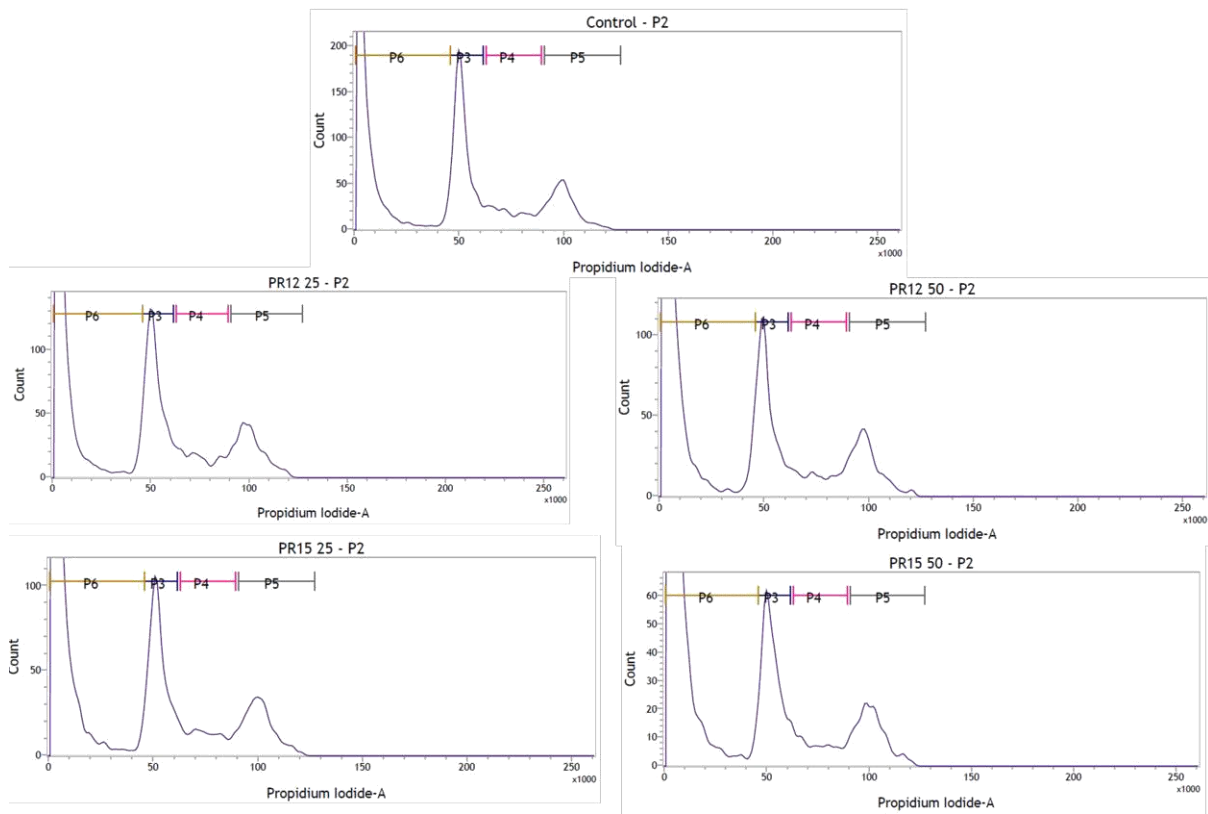 Control - P2
200
150
100
50
0
Count
P6 P3 P4 P5
0 50 100 150 200 250
x1000
Propidium Iodide-A
PR12 25 - P2
100
50
0
Count
P6 P3 P4 P5
0 50 100 150 200 250
x1000
Propidium Iodide-A
PR12 50 - P2
100
50
0
Count
P6 P3 P4 P5
0 50 100 150 200 250
x1000
Propidium Iodide-A
PR15 25 - P2
100
50
0
Count
P6 P3 P4 P5
0 50 100 150 200 250
x1000
Propidium Iodide-A
PR15 50 - P2
60
50
40
30
20
10
0
Count
P6 P3 P4 P5
0 50 100 150 200 250
x1000
Propidium Iodide-A